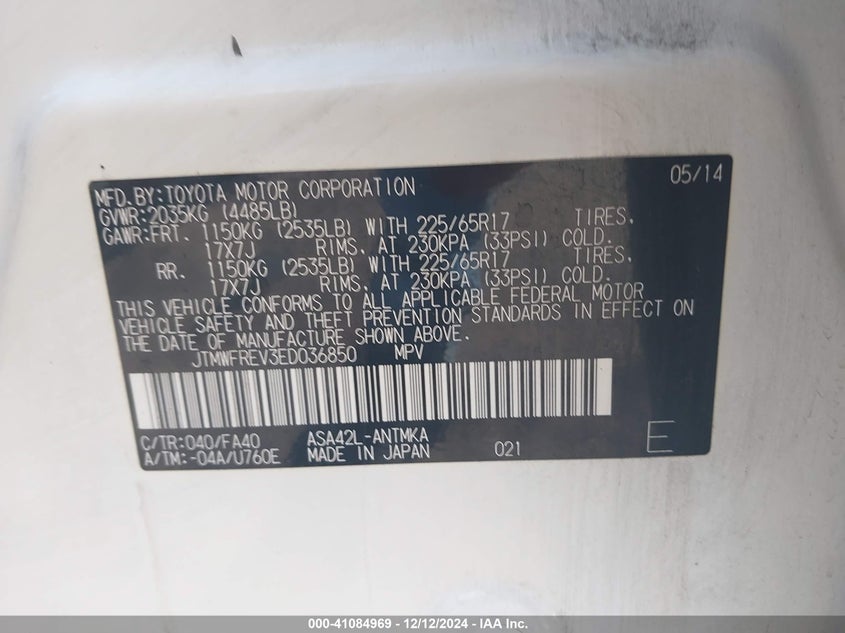 05/14
MFD.BY:TOYOTA MOTOR CORPORATION
GVWR:2035KG (4485LB)
GAWR:FRT. 1150KG (2535LB) WITH 225/65R17 TIRES,
17X7J RIMS, AT 230KPA (33PSI) COLD.
RR. 1150KG (2535LB) WITH 225/65R17 TIRES,
17X7J RIMS, AT 230KPA (33PSI) COLD.
THIS VEHICLE CONFORMS TO ALL APPLICABLE FEDERAL MOTOR
VEHICLE SAFETY AND THEFT PREVENTION STANDARDS IN EFFECT ON
THE DATE OF MANUFACTURE SHOWN ABOVE.
JTMWFREV3ED036850 MPV
C/TR:040/FA40 ASA42L-ANTMKA
A/TM:-04A/U760E MADE IN JAPAN 021 E
000-41084969 - 12/12/2024 - IAAI Inc.